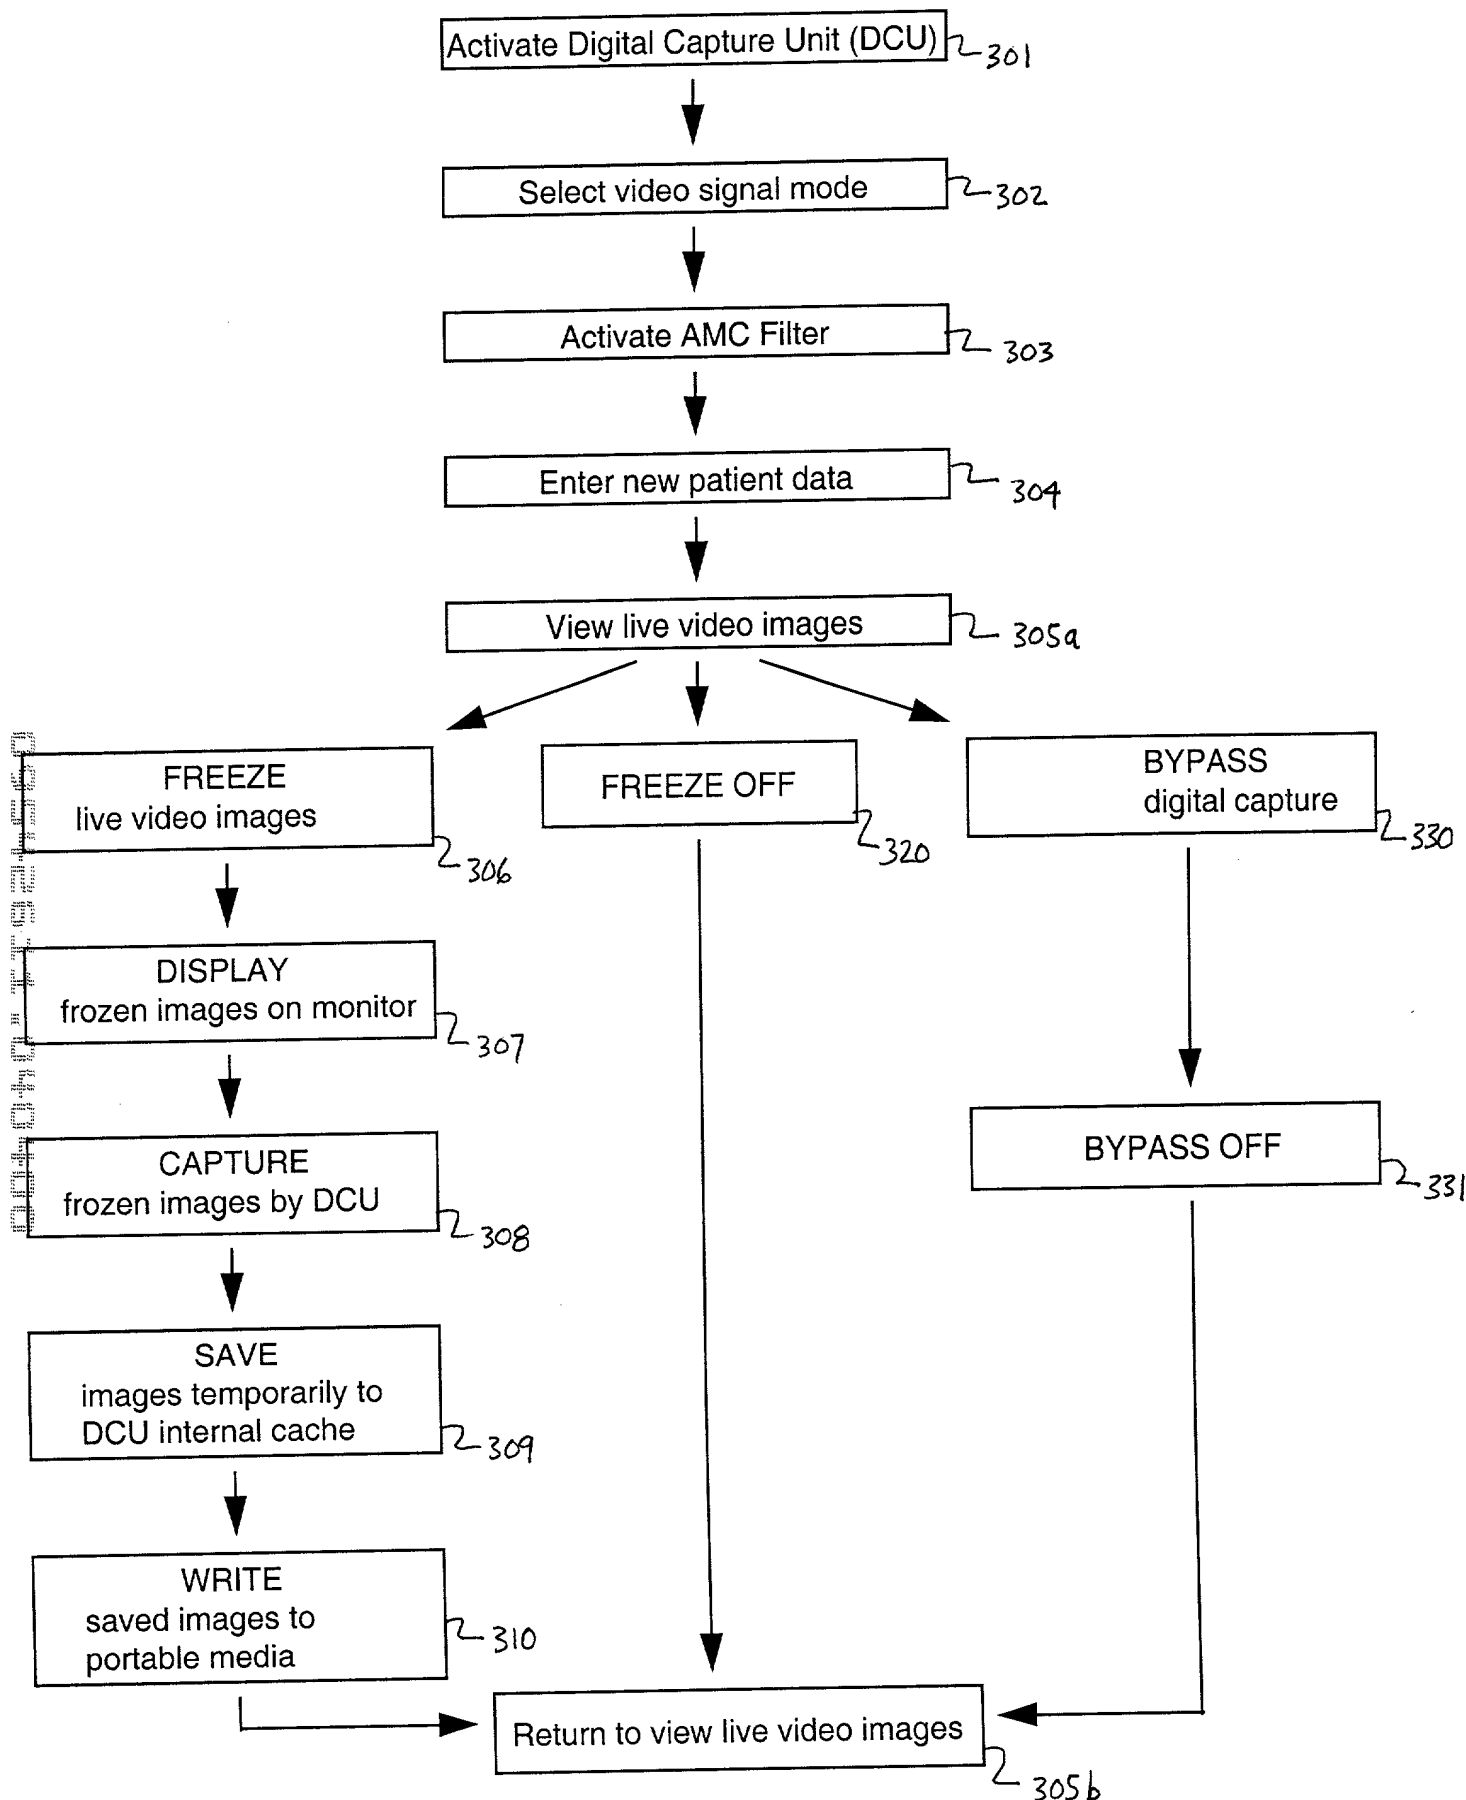 Activate Digital Capture Unit (DCU)
301
Select video signal mode
302
Activate AMC Filter
303
Enter new patient data
304
View live video images
305a
FREEZE
live video images
306
FREEZE OFF
320
BYPASS
digital capture
330
DISPLAY
frozen images on monitor
307
CAPTURE
frozen images by DCU
308
BYPASS OFF
331
SAVE
images temporarily to
DCU internal cache
309
WRITE
saved images to
portable media
310
Return to view live video images
305b